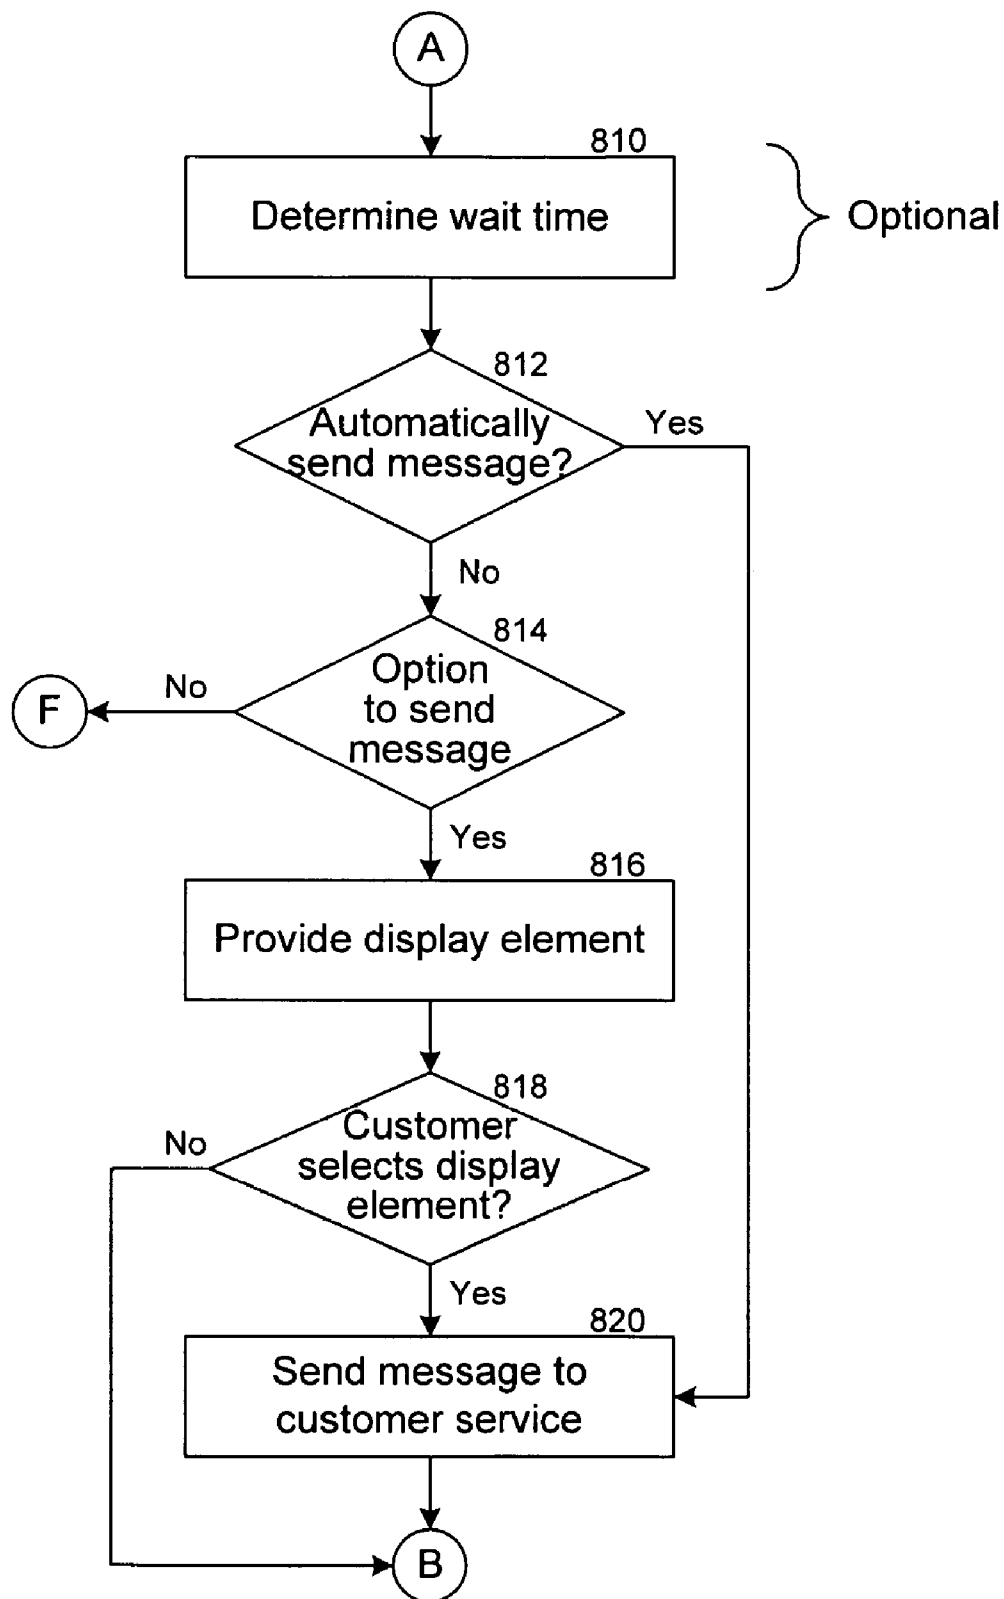 A
810
Determine wait time
Optional
812
Automatically
send message?
Yes
No
814
Option
to send
message
No
F
Yes
816
Provide display element
818
Customer
selects display
element?
No
Yes
820
Send message to
customer service
B